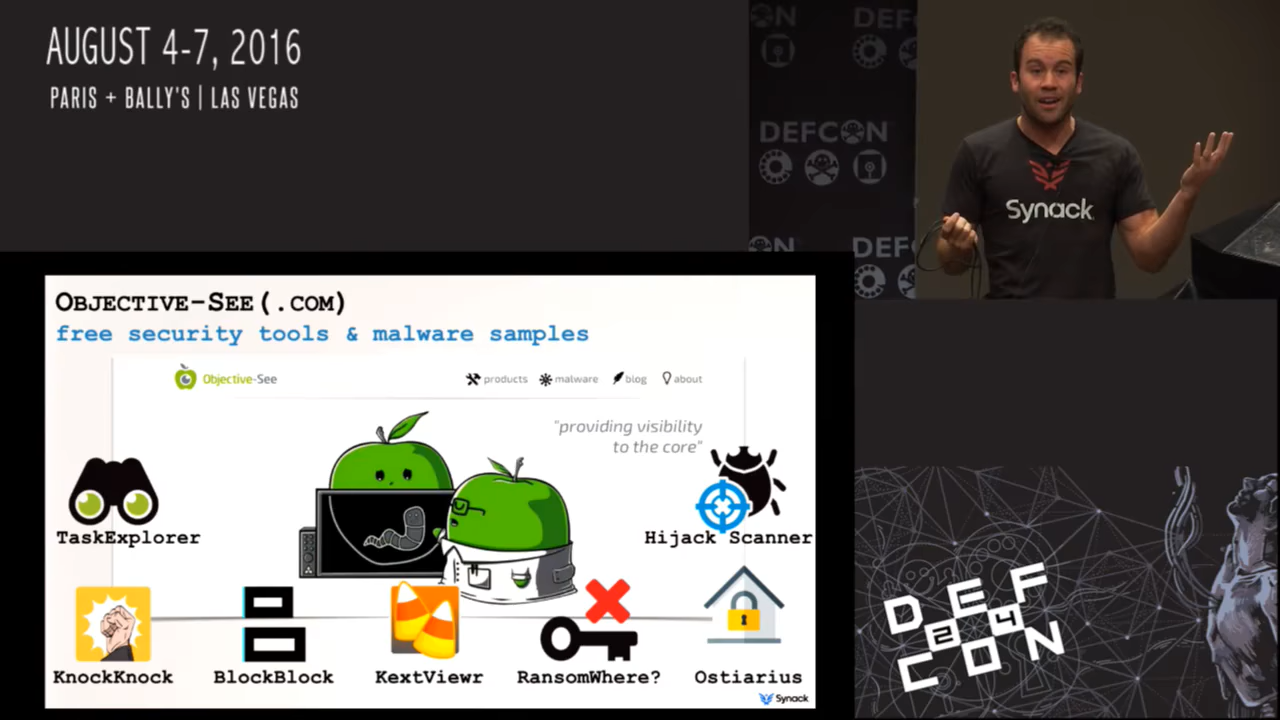 AUGUST 4-7, 2016
PARIS + BALLY'S | LAS VEGAS
DEFCON
DEFCON
Synack
DEF
OBJECTIVE-SEE(.COM)
free security tools & malware samples
Objective-See
products
malware
blog
about
"providing visibility
to the core"
TaskExplorer
Hijack Scanner
KnockKnock
BlockBlock
KextViewr
RansomWhere?
Ostiarius
Synack
DEF
24
CON